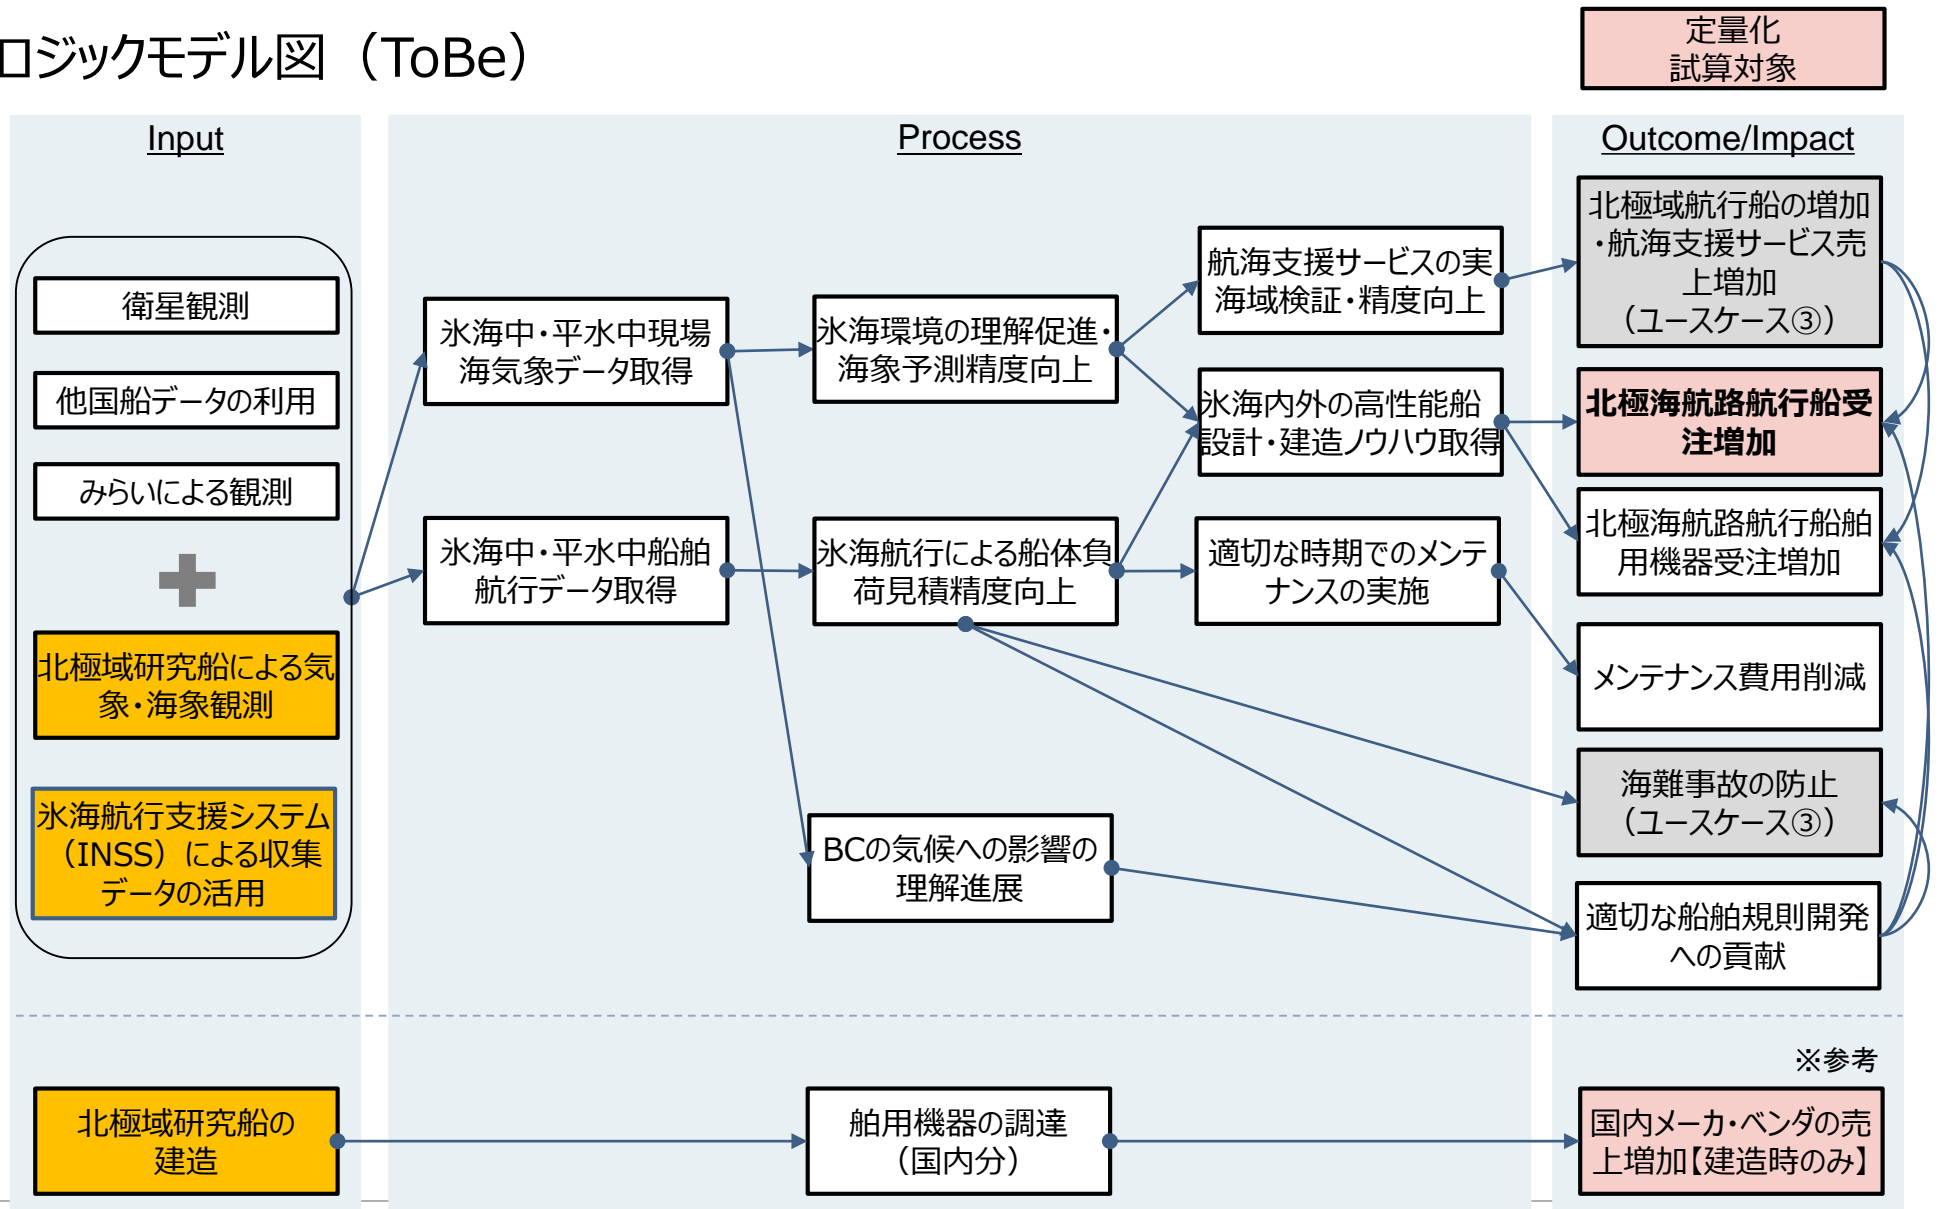 ロジックモデル図（ToBe）
定量化
試算対象
Input
衛星観測
他国船データの利用
みらいによる観測
北極域研究船による気
象・海象観測
氷海航行支援システム
（INSS）による収集
データの活用
北極域研究船の
建造
Process
氷海中・平水中現場
海気象データ取得
氷海中・平水中船舶
航行データ取得
氷海環境の理解促進・
海象予測精度向上
氷海航行による船体負
荷見積精度向上
BCの気候への影響の
理解進展
舶用機器の調達
（国内分）
航海支援サービスの実
海域検証・精度向上
氷海内外の高性能船
設計・建造ノウハウ取得
適切な時期でのメンテ
ナンスの実施
Outcome/Impact
北極域航行船の増加
・航海支援サービス売
上増加
（ユースケース③）
北極海航路航行船受
注増加
北極海航路航行船舶
用機器受注増加
メンテナンス費用削減
海難事故の防止
（ユースケース③）
適切な船舶規則開発
への貢献
※参考
国内メーカ・ベンダの売
上増加【建造時のみ】